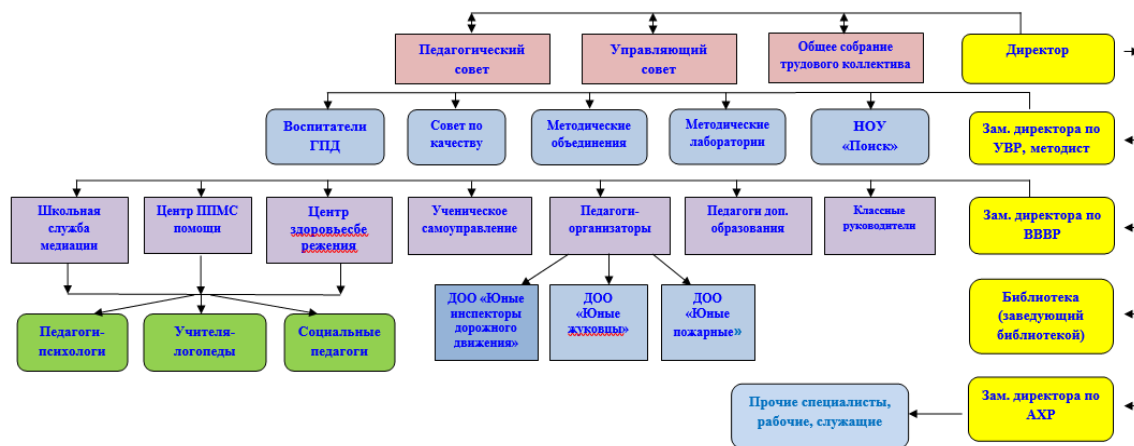 Педагогический
совет
Управляющий
совет
Общее собрание
трудового коллектива
Директор
Воспитатели
ГПД
Совет по
качеству
Методические
объединения
Методические
лаборатории
НОУ
«Поиск»
Зам. директора по
УВР, методист
Школьная
служба
медиации
Центр ППМС
помощи
Центр
здоровьесбе
режения
Ученическое
самоуправление
Педагоги-
организаторы
Педагоги доп.
образования
Классные
руководители
Зам. директора по
ВВВР
ДОО «Юные
инспекторы
дорожного
движения»
ДОО
«Юные
жуковцы»
ДОО
«Юные
пожарные»
Библиотека
(заведующий
библиотекой)
Педагоги-
психологи
Учителя-
логопеды
Социальные
педагоги
Прочие специалисты,
рабочие, служащие
Зам. директора по
АХР